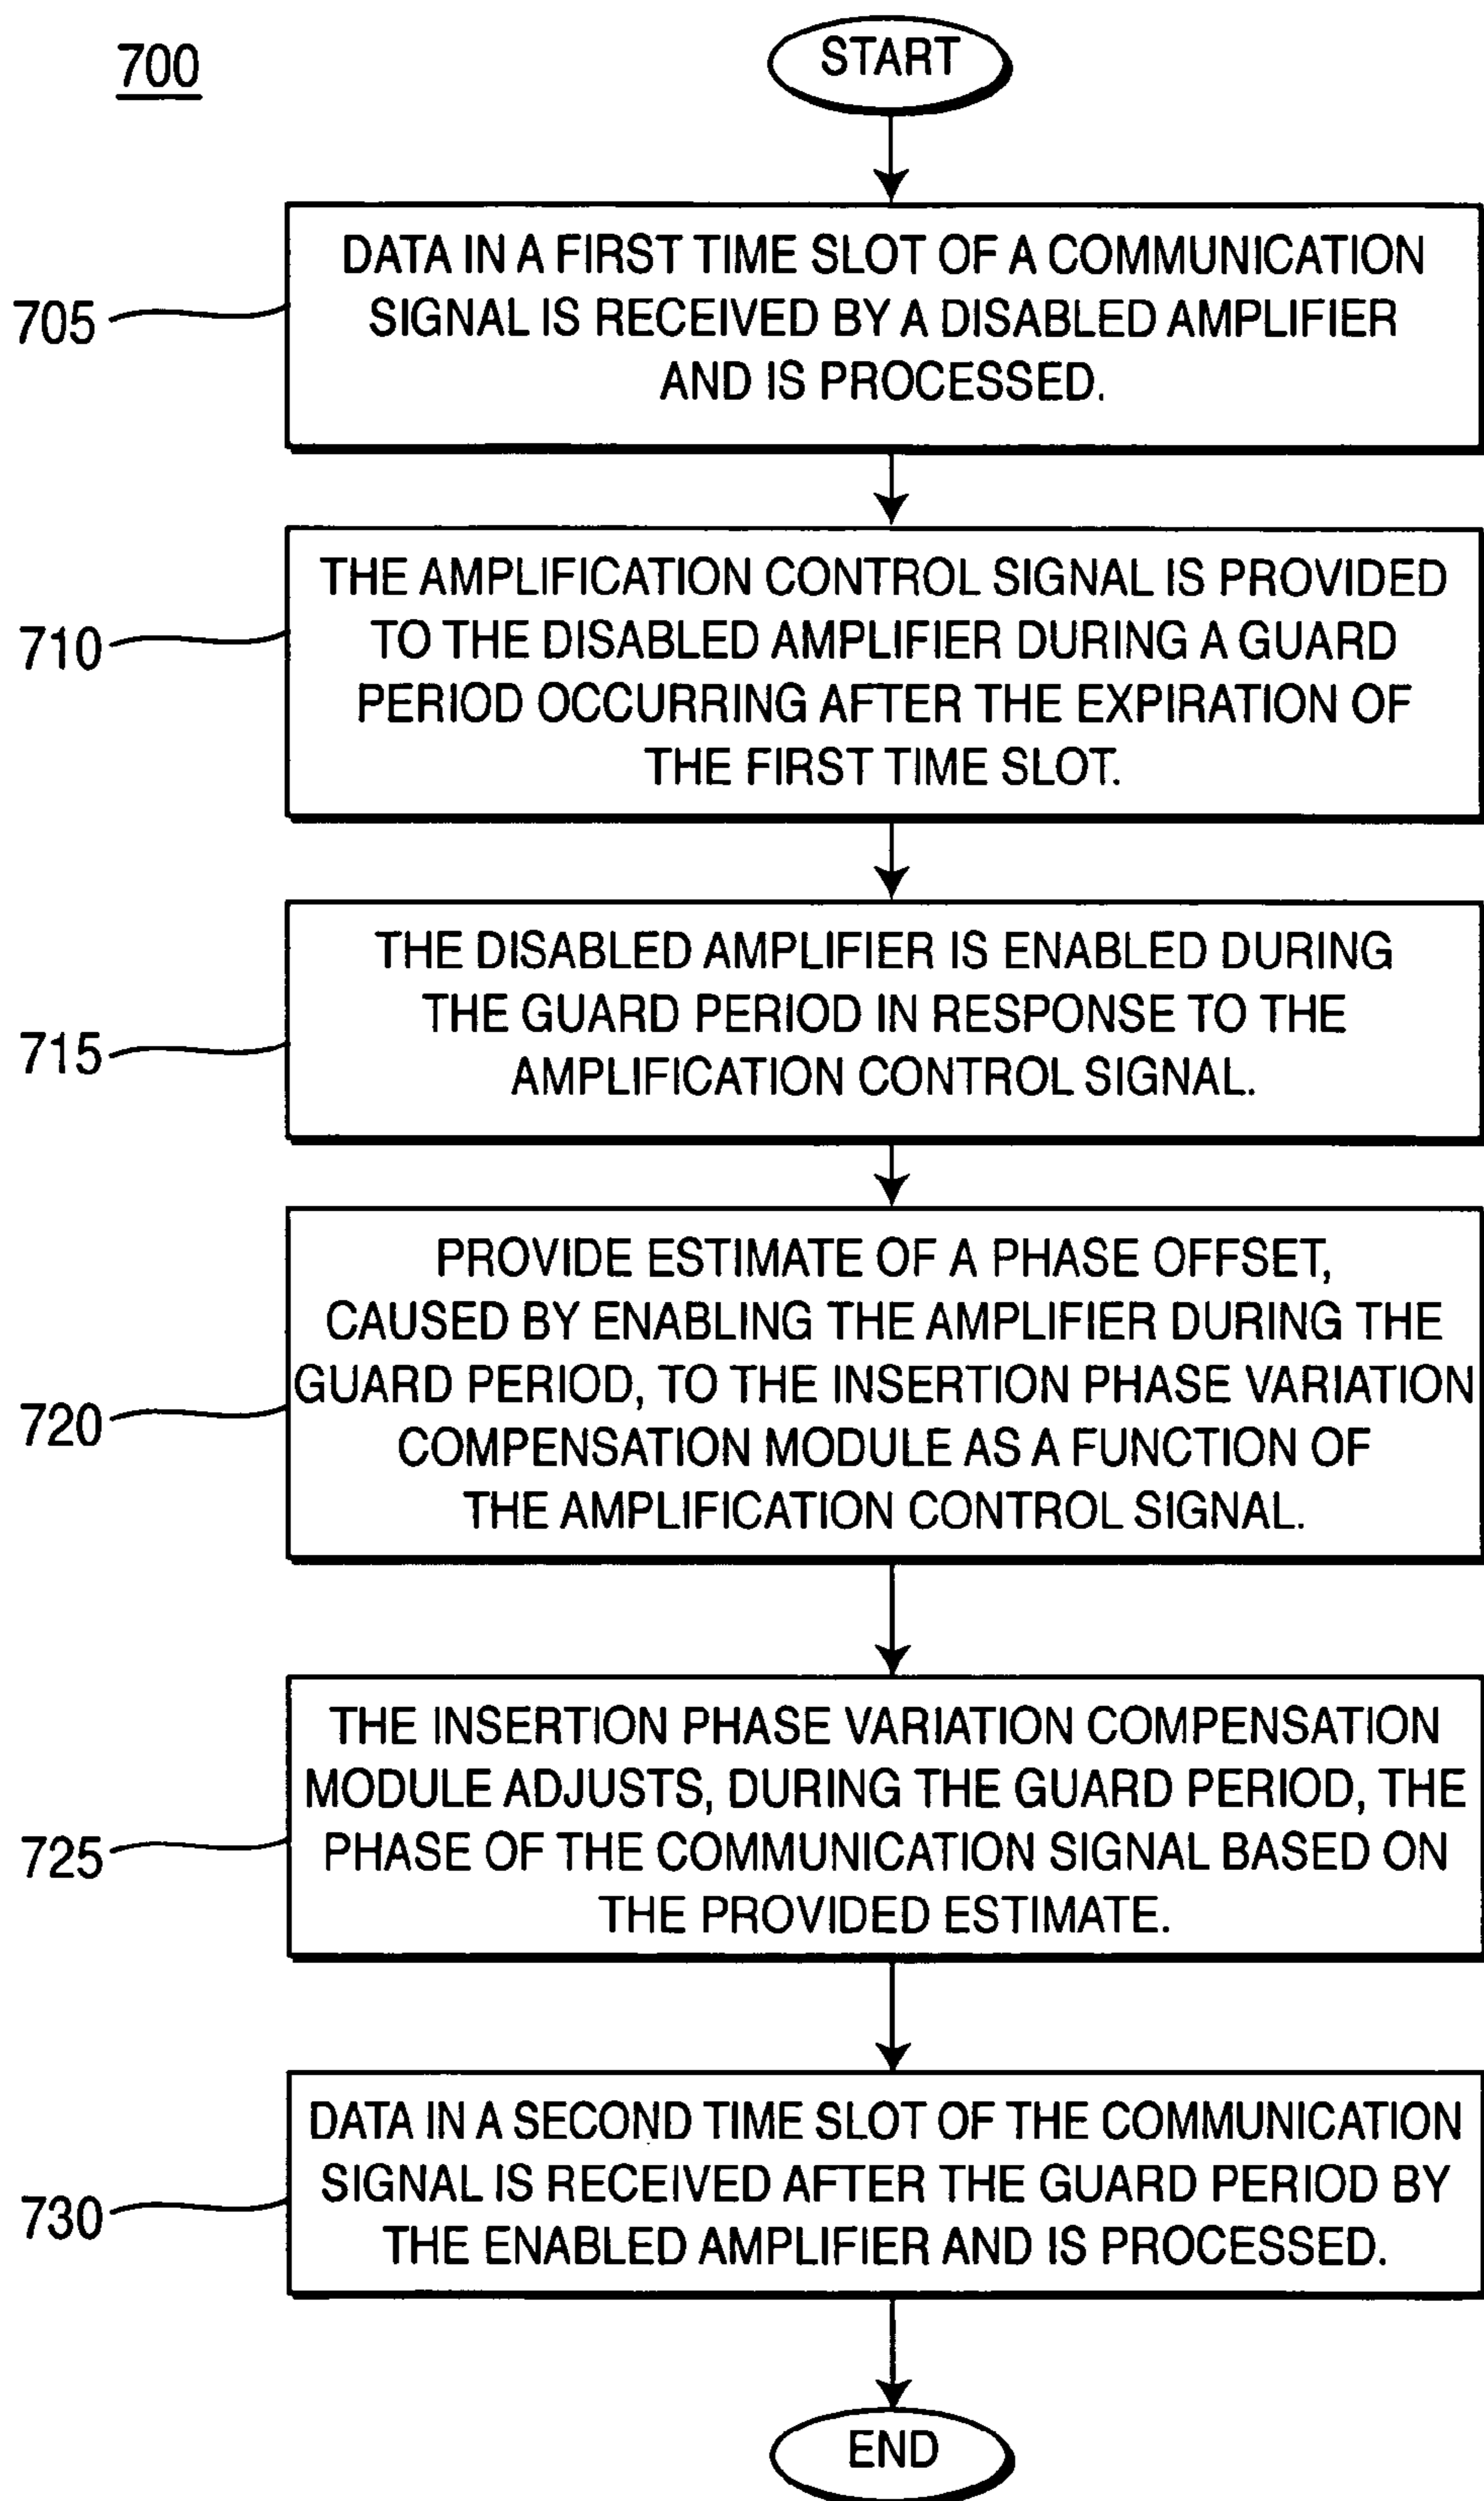 700
START
705
DATA IN A FIRST TIME SLOT OF A COMMUNICATION
SIGNAL IS RECEIVED BY A DISABLED AMPLIFIER
AND IS PROCESSED.
710
THE AMPLIFICATION CONTROL SIGNAL IS PROVIDED
TO THE DISABLED AMPLIFIER DURING A GUARD
PERIOD OCCURRING AFTER THE EXPIRATION OF
THE FIRST TIME SLOT.
715
THE DISABLED AMPLIFIER IS ENABLED DURING
THE GUARD PERIOD IN RESPONSE TO THE
AMPLIFICATION CONTROL SIGNAL.
720
PROVIDE ESTIMATE OF A PHASE OFFSET,
CAUSED BY ENABLING THE AMPLIFIER DURING THE
GUARD PERIOD, TO THE INSERTION PHASE VARIATION
COMPENSATION MODULE AS A FUNCTION OF
THE AMPLIFICATION CONTROL SIGNAL.
725
THE INSERTION PHASE VARIATION COMPENSATION
MODULE ADJUSTS, DURING THE GUARD PERIOD, THE
PHASE OF THE COMMUNICATION SIGNAL BASED ON
THE PROVIDED ESTIMATE.
730
DATA IN A SECOND TIME SLOT OF THE COMMUNICATION
SIGNAL IS RECEIVED AFTER THE GUARD PERIOD BY
THE ENABLED AMPLIFIER AND IS PROCESSED.
END